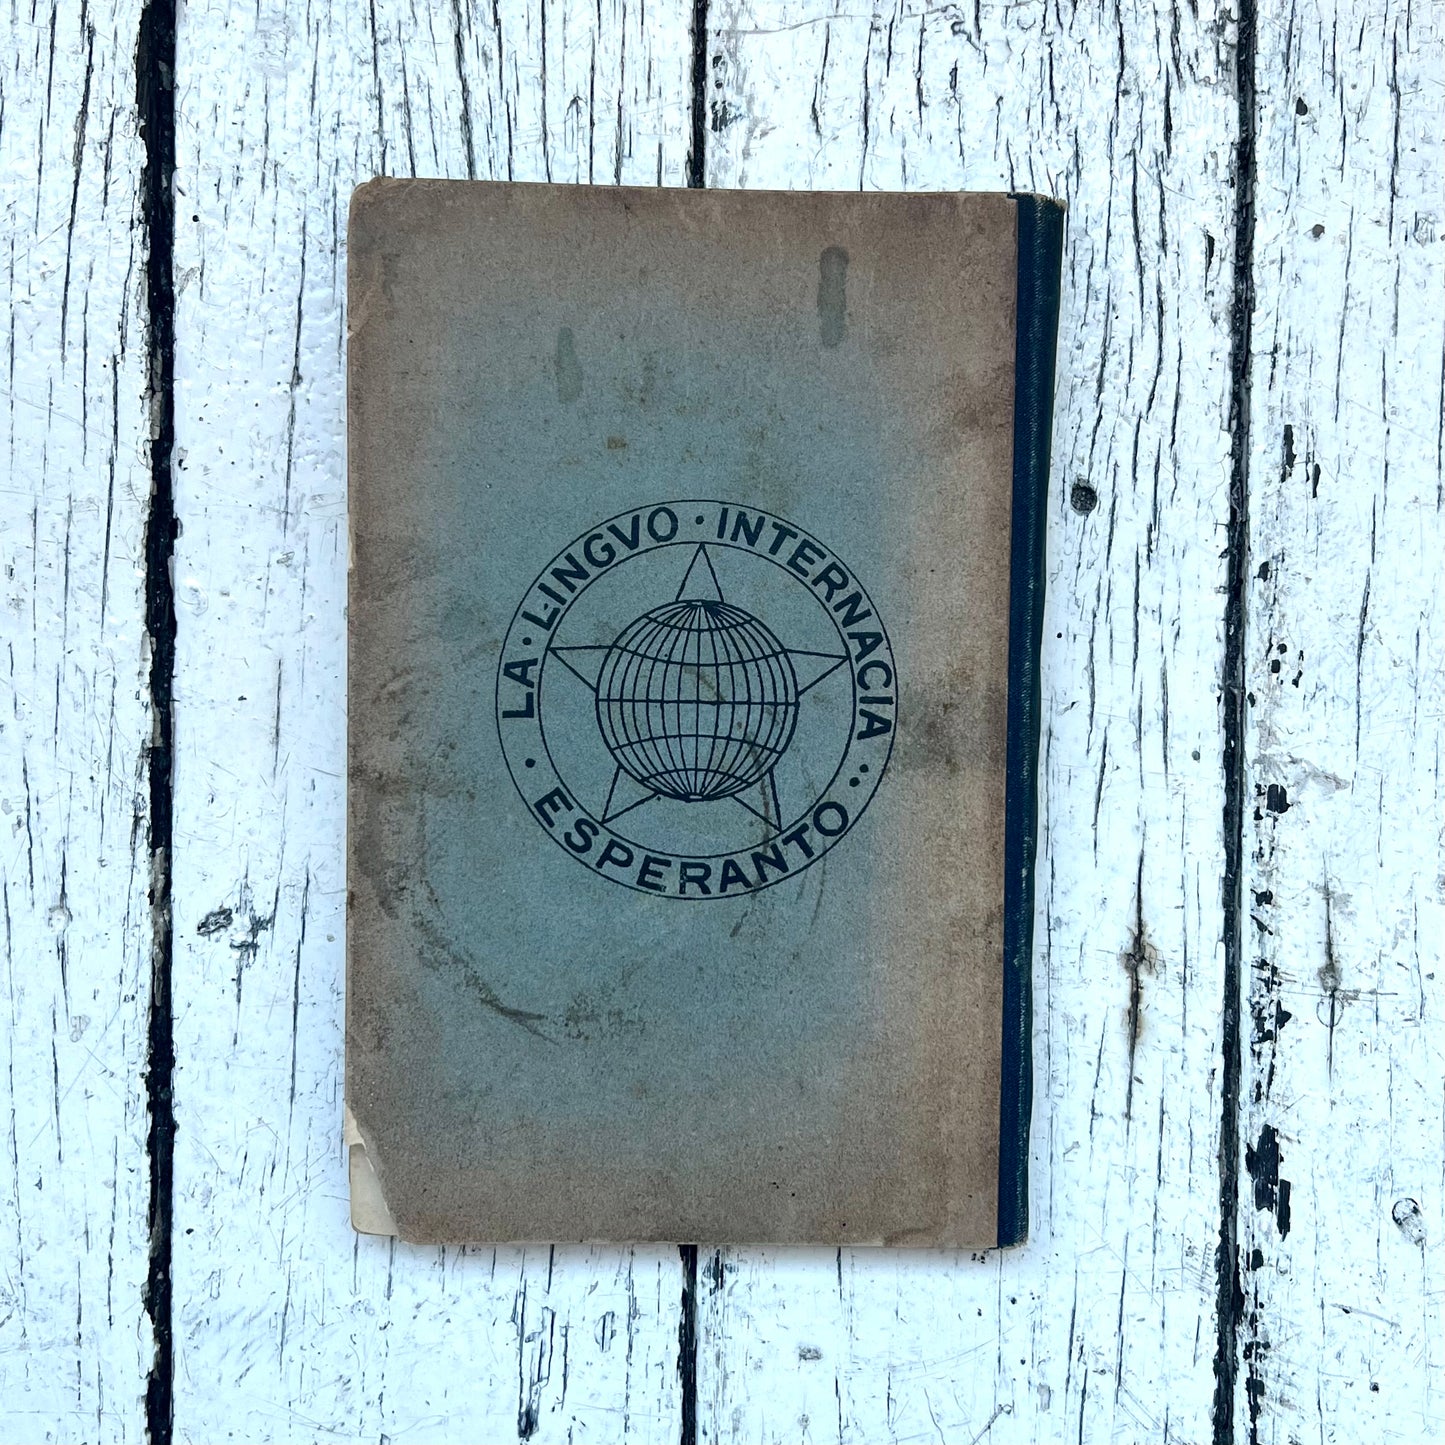 · LA · LINGVO · INTERNACIA ··
ESPERANTO